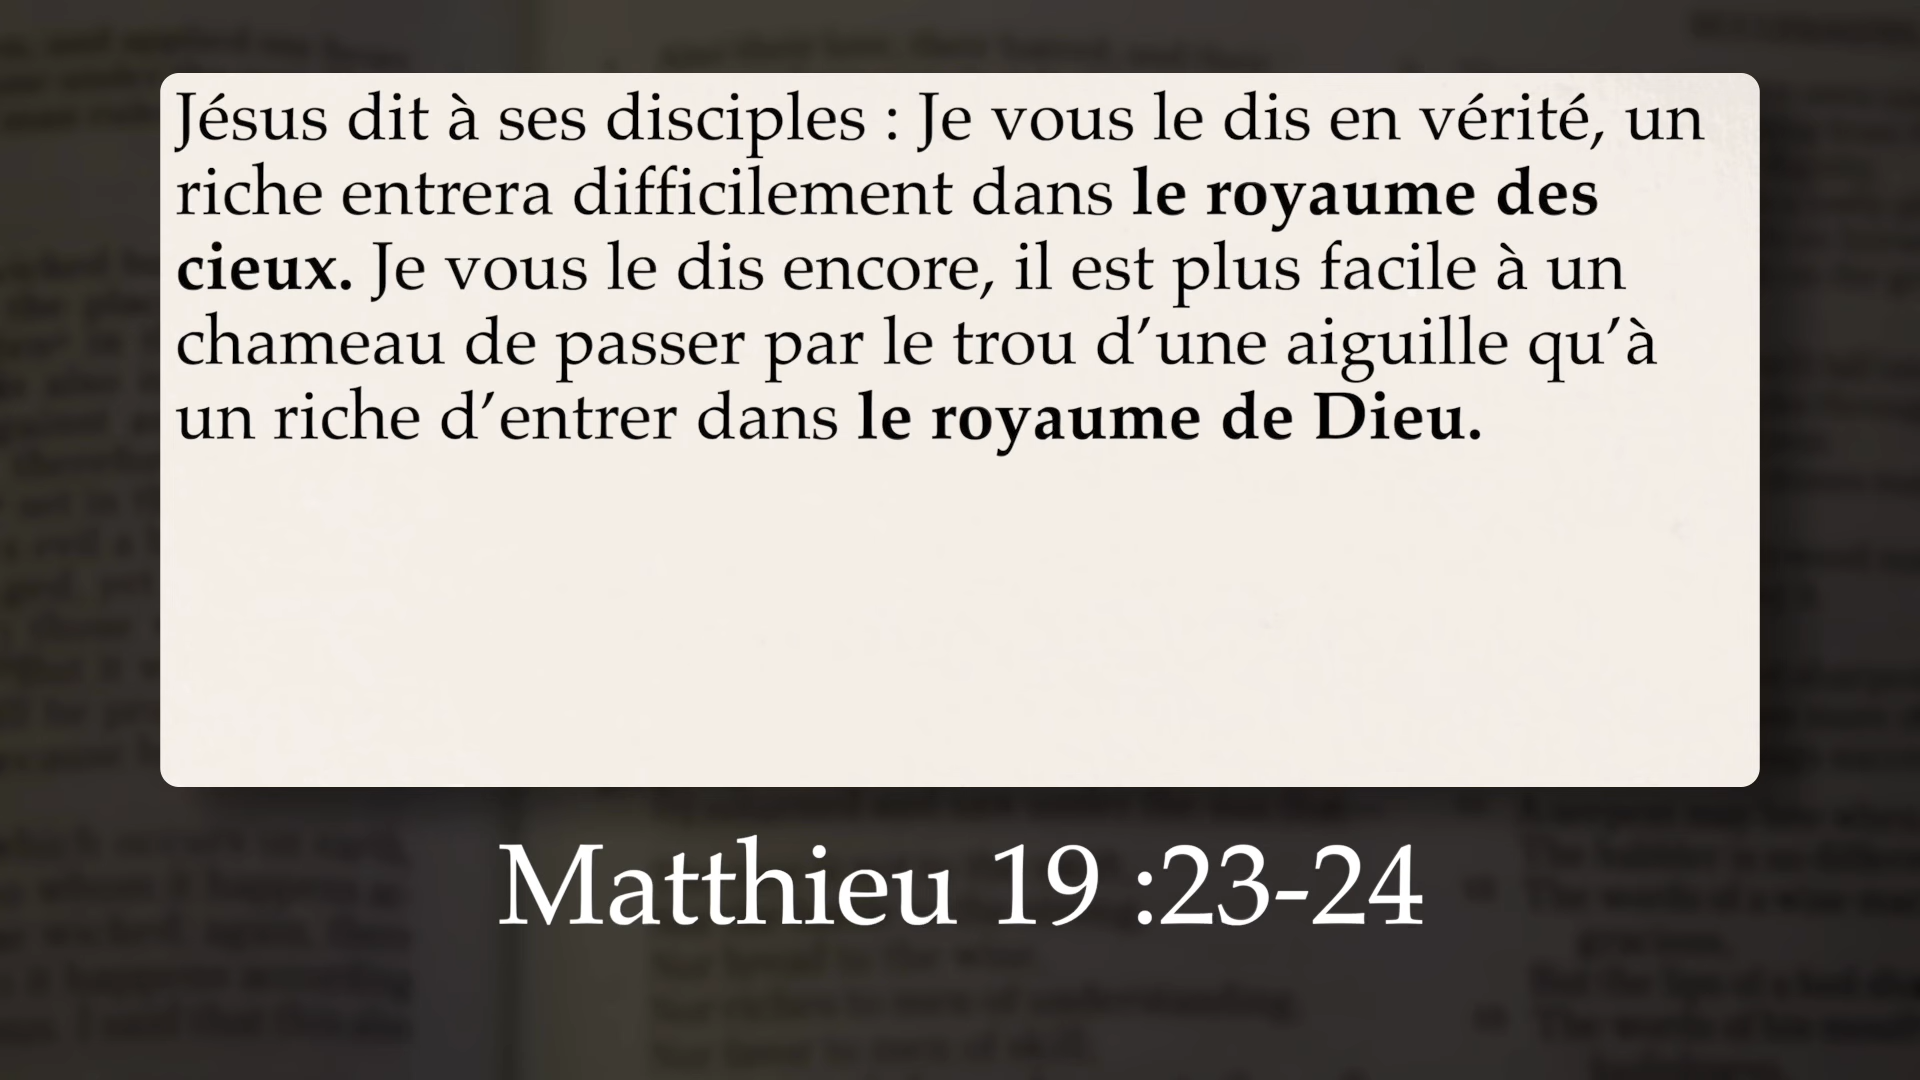 Jésus dit à ses disciples : Je vous le dis en vérité, un
riche entrera difficilement dans le royaume des
cieux. Je vous le dis encore, il est plus facile à un
chameau de passer par le trou d’une aiguille qu’à
un riche d’entrer dans le royaume de Dieu.
Matthieu 19 :23-24